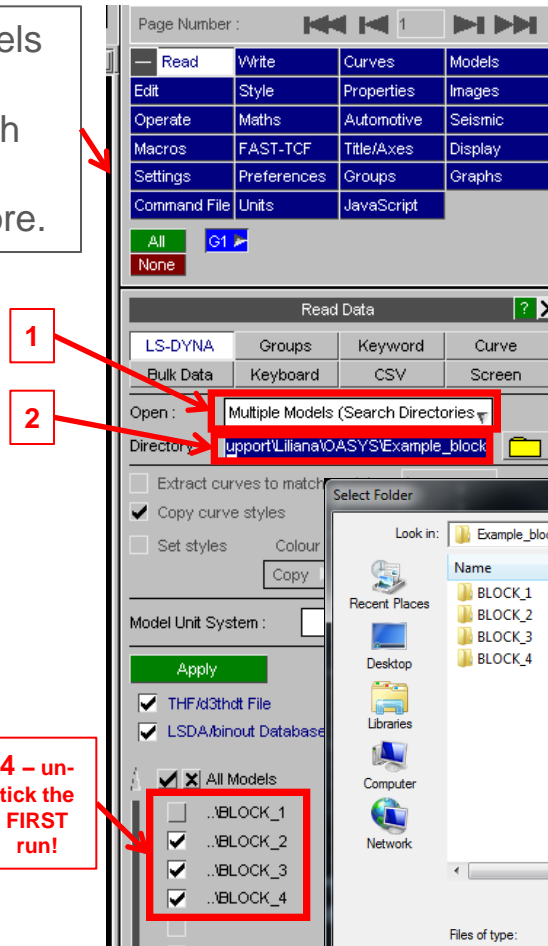 els
h
ore.
Page Number :
1
Read Write Curves Models
Edit Style Properties Images
Operate Maths Automotive Seismic
Macros FAST-TCF Title/Axes Display
Settings Preferences Groups Graphs
Command File Units JavaScript
All G1
None
Read Data ? X
LS-DYNA Groups Keyword Curve
Bulk Data Keyboard CSV Screen
1
Open : Multiple Models (Search Directories
2
Directory upport\Liliana\OASYS\Example_block
Extract curves to match
Copy curve styles
Set styles Colour
Copy
Model Unit System :
Apply
THF/d3thdt File
LSDA/binout Database
All Models
..\BLOCK_1
..\BLOCK_2
..\BLOCK_3
..\BLOCK_4
4 – un-
tick the
FIRST
run!
Select Folder
Look in: Example_bloc
Name
BLOCK_1
BLOCK_2
BLOCK_3
BLOCK_4
Recent Places
Desktop
Libraries
Computer
Network
Files of type: